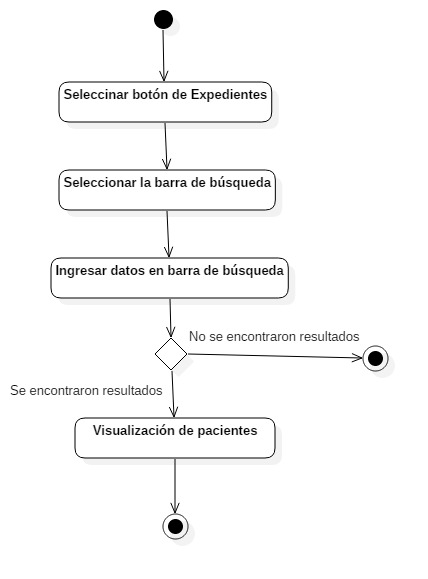 Seleccinar botón de Expedientes
Seleccionar la barra de búsqueda
Ingresar datos en barra de búsqueda
No se encontraron resultados
Se encontraron resultados
Visualización de pacientes